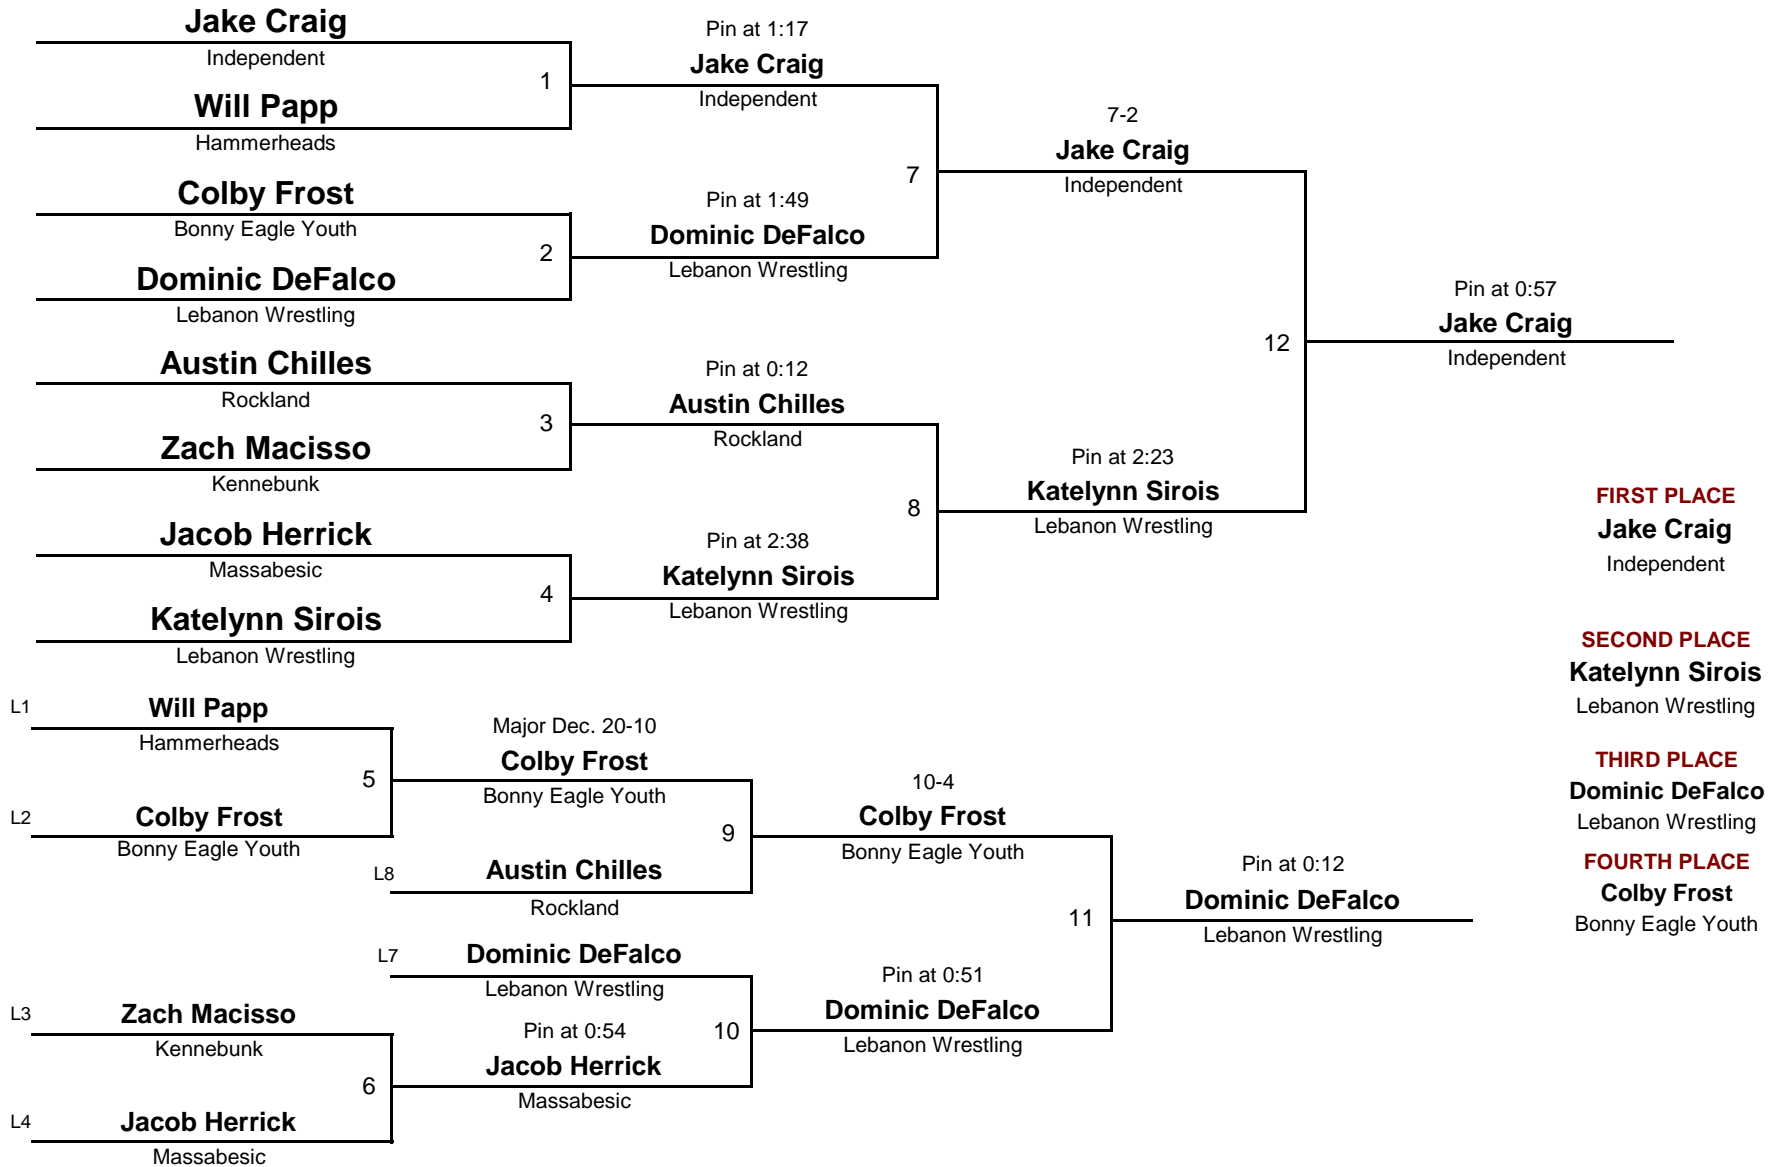 Jake Craig
Independent
1
Will Papp
Hammerheads
Colby Frost
Bonny Eagle Youth
2
Dominic DeFalco
Lebanon Wrestling
Austin Chilles
Rockland
3
Zach Macisso
Kennebunk
Jacob Herrick
Massabesic
4
Katelynn Sirois
Lebanon Wrestling
Pin at 1:17
Jake Craig
Independent
7
Pin at 1:49
Dominic DeFalco
Lebanon Wrestling
Pin at 0:12
Austin Chilles
Rockland
8
Pin at 2:38
Katelynn Sirois
Lebanon Wrestling
7-2
Jake Craig
Independent
12
Pin at 2:23
Katelynn Sirois
Lebanon Wrestling
Pin at 0:57
Jake Craig
Independent
L1
Will Papp
Hammerheads
5
L2
Colby Frost
Bonny Eagle Youth
L3
Zach Macisso
Kennebunk
6
L4
Jacob Herrick
Massabesic
Major Dec. 20-10
Colby Frost
Bonny Eagle Youth
9
L8
Austin Chilles
Rockland
L7
Dominic DeFalco
Lebanon Wrestling
10
Pin at 0:54
Jacob Herrick
Massabesic
10-4
Colby Frost
Bonny Eagle Youth
11
Pin at 0:51
Dominic DeFalco
Lebanon Wrestling
Pin at 0:12
Dominic DeFalco
Lebanon Wrestling
FIRST PLACE
Jake Craig
Independent
SECOND PLACE
Katelynn Sirois
Lebanon Wrestling
THIRD PLACE
Dominic DeFalco
Lebanon Wrestling
FOURTH PLACE
Colby Frost
Bonny Eagle Youth